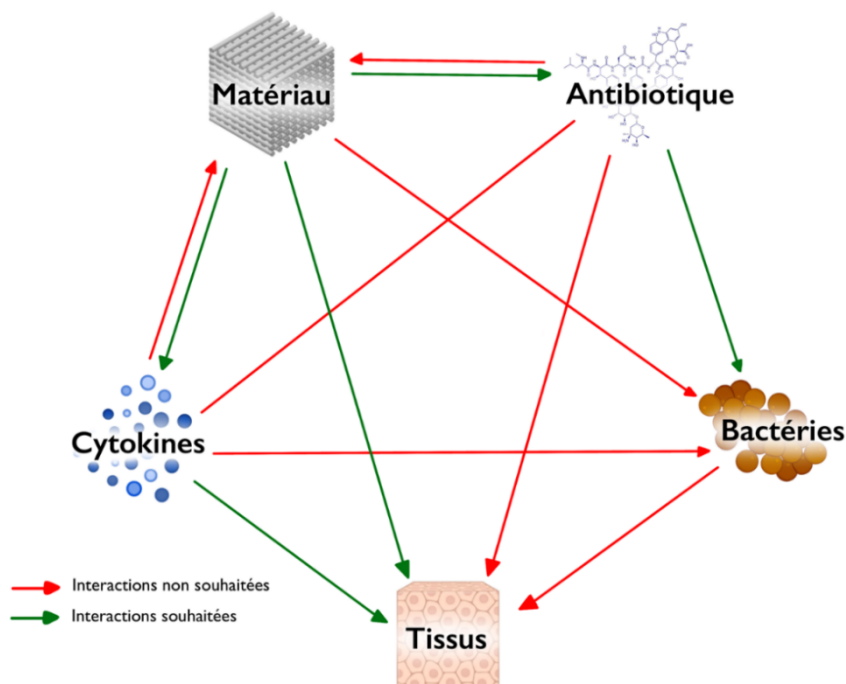 Matériau
Antibiotique
Cytokines
Bactéries
Interactions non souhaitées
Interactions souhaitées
Tissus